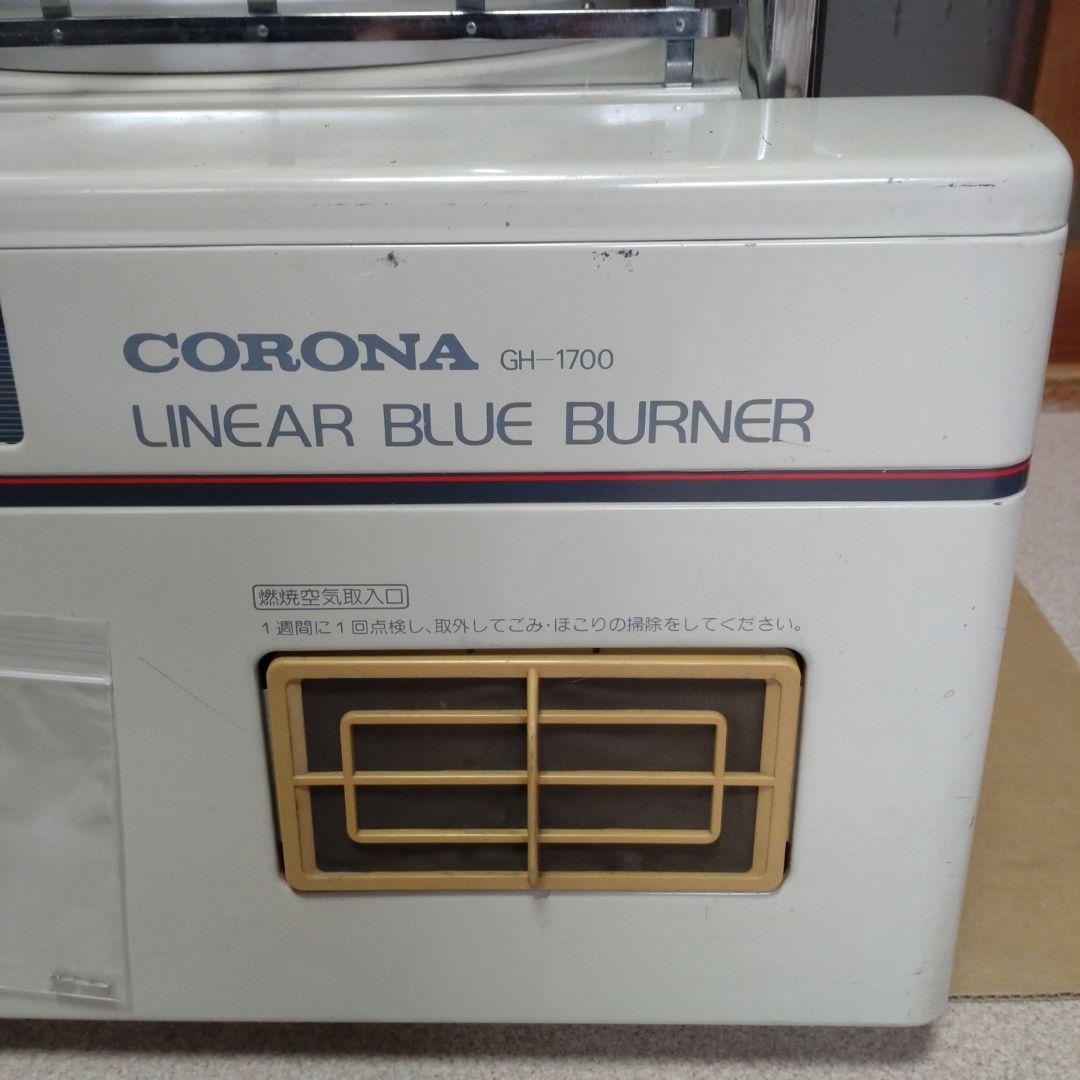 CORONA GH-1700
LINEAR BLUE BURNER
燃焼空気取入口
1週間に1回点検し、取外してごみ・ほこりの掃除をしてください。